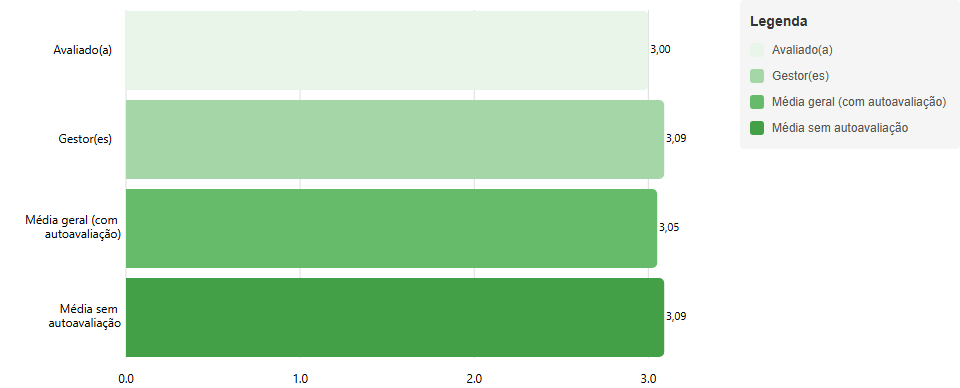 Avaliado(a)
3,00
Gestor(es)
3,09
Média geral (com
autoavaliação)
3,05
Média sem
autoavaliação
3,09
0.0
1.0
2.0
3.0
Legenda
Avaliado(a)
Gestor(es)
Média geral (com autoavaliação)
Média sem autoavaliação